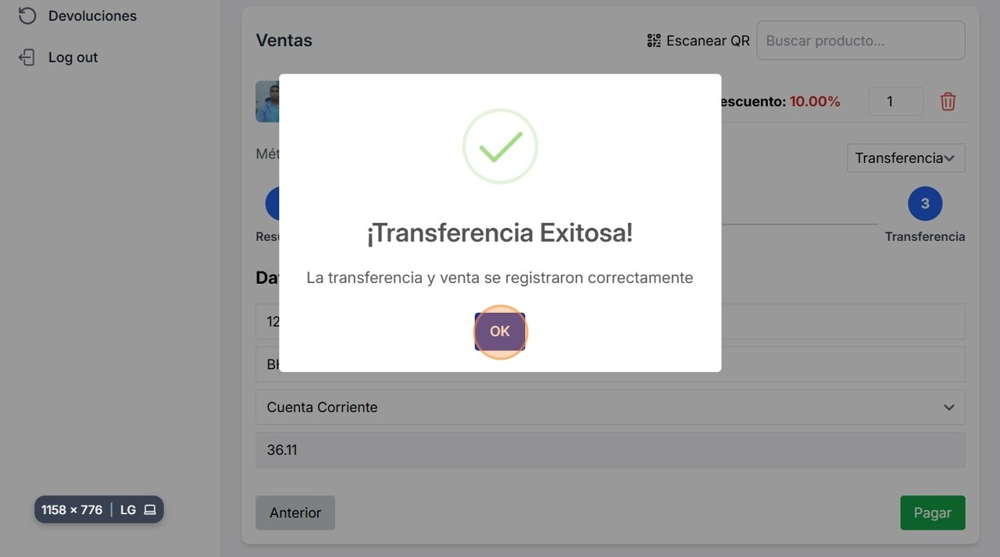 Devoluciones
Log out
Ventas
Escanear QR
Buscar producto...
escuento: 10.00%
1
Mét
Transferencia
3
Resu
Transferencia
¡Transferencia Exitosa!
La transferencia y venta se registraron correctamente
OK
Dat
12
BH
Cuenta Corriente
36.11
Anterior
Pagar
1158 × 776 | LG